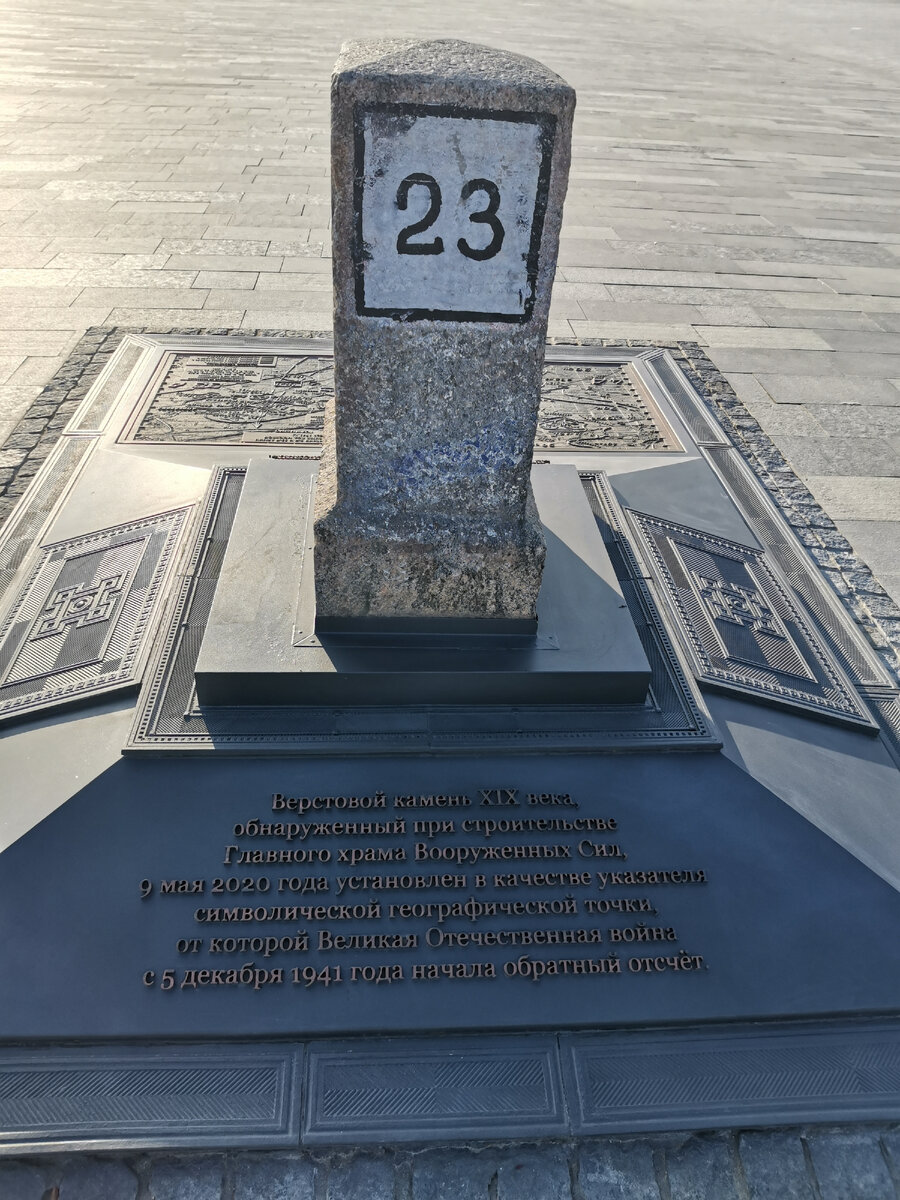 23
Верстовой камень XIX века,
обнаруженный при строительстве
Главного храма Вооруженных Сил,
9 мая 2020 года установлен в качестве указателя
символической географической точки,
от которой Великая Отечественная война
с 5 декабря 1941 года начала обратный отсчёт.